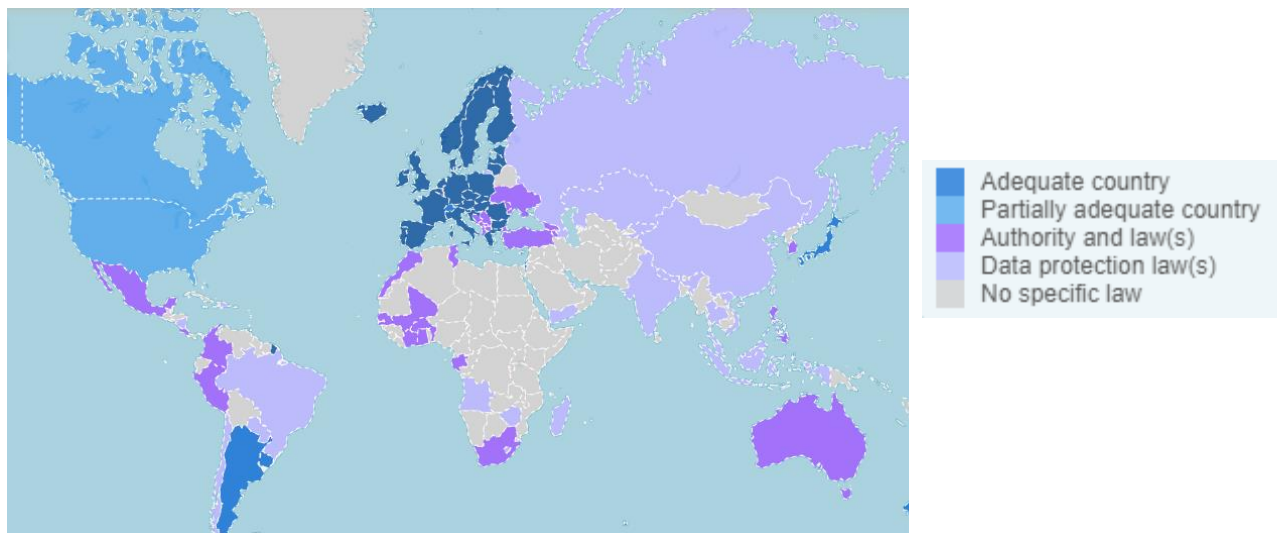 Adequate country
Partially adequate country
Authority and law(s)
Data protection law(s)
No specific law